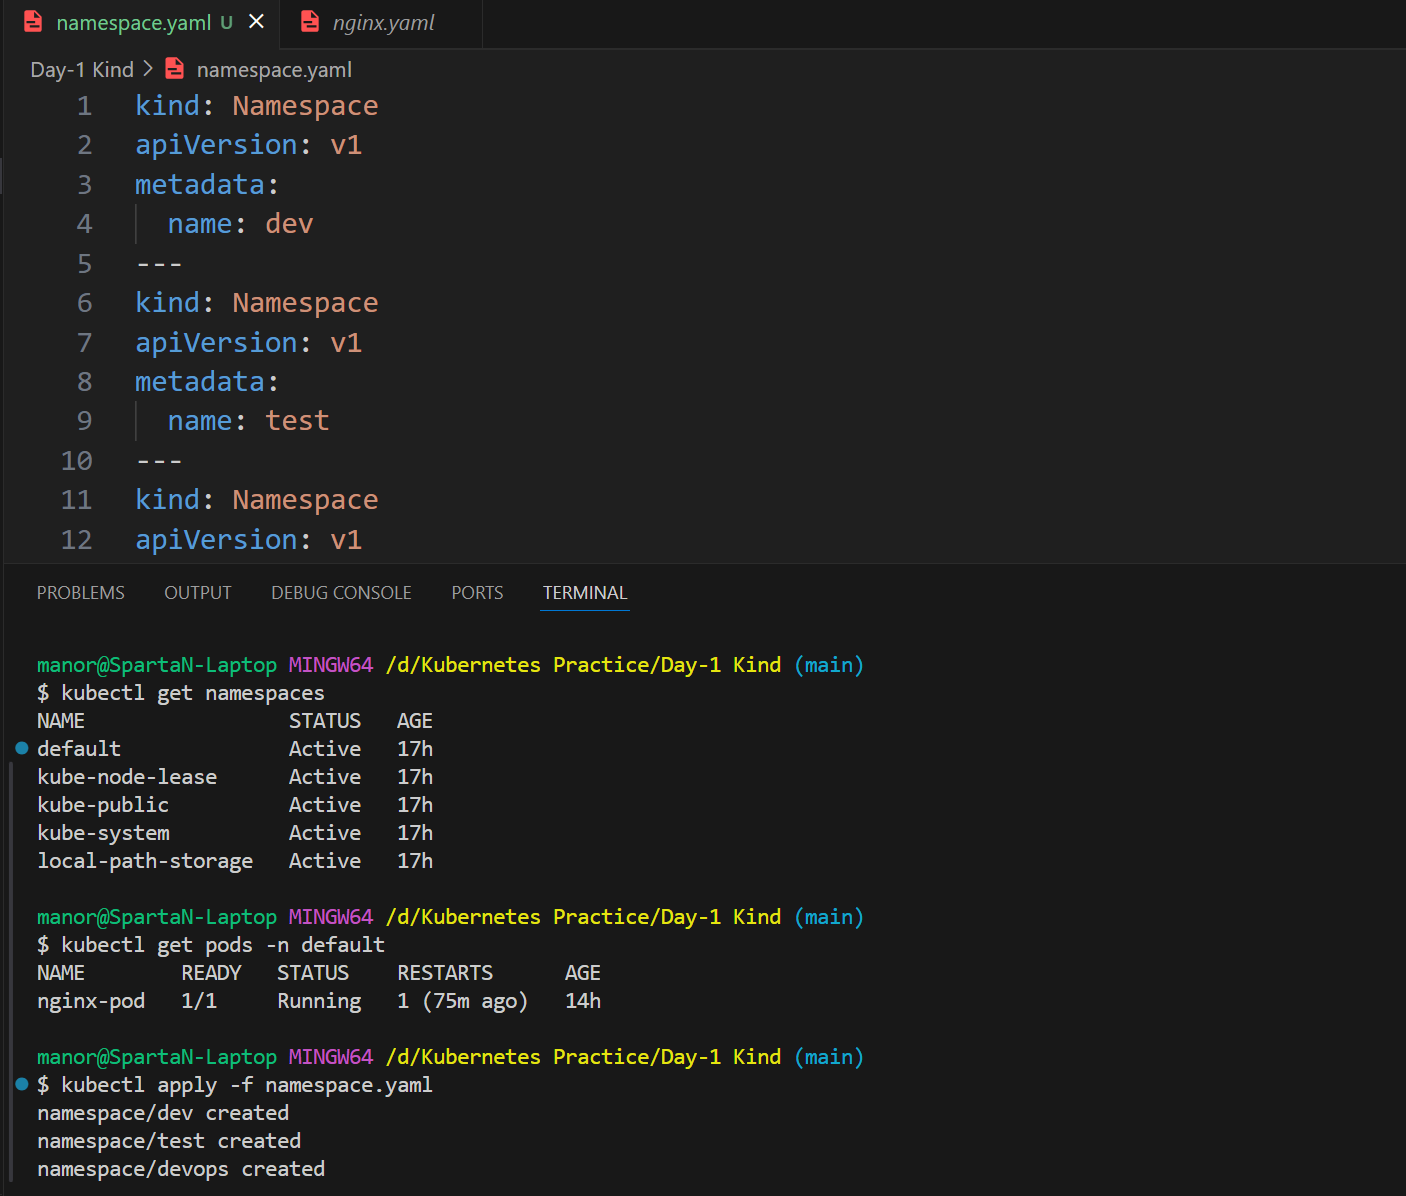 namespace.yaml U
nginx.yaml
Day-1 Kind > namespace.yaml
1 kind: Namespace
2 apiVersion: v1
3 metadata:
4   name: dev
5 ---
6 kind: Namespace
7 apiVersion: v1
8 metadata:
9   name: test
10 ---
11 kind: Namespace
12 apiVersion: v1
PROBLEMS OUTPUT DEBUG CONSOLE PORTS TERMINAL
manor@SpartaN-Laptop MINGW64 /d/Kubernetes Practice/Day-1 Kind (main)
$ kubectl get namespaces
NAME STATUS AGE
default Active 17h
kube-node-lease Active 17h
kube-public Active 17h
kube-system Active 17h
local-path-storage Active 17h
manor@SpartaN-Laptop MINGW64 /d/Kubernetes Practice/Day-1 Kind (main)
$ kubectl get pods -n default
NAME READY STATUS RESTARTS AGE
nginx-pod 1/1 Running 1 (75m ago) 14h
manor@SpartaN-Laptop MINGW64 /d/Kubernetes Practice/Day-1 Kind (main)
$ kubectl apply -f namespace.yaml
namespace/dev created
namespace/test created
namespace/devops created